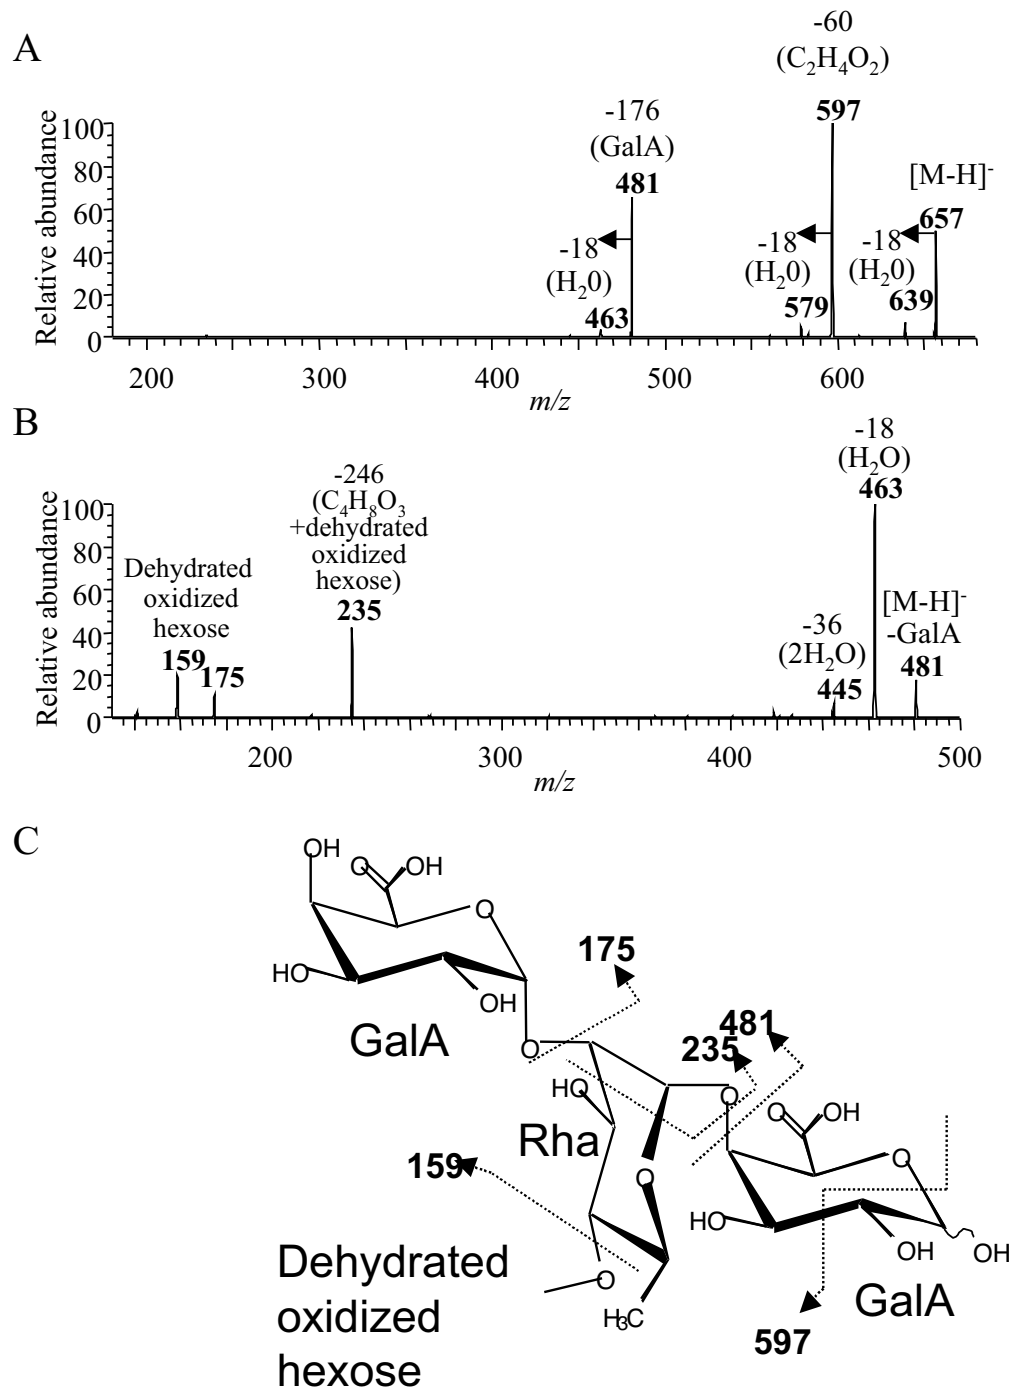 A
-60
(C₂H₄O₂)
-176
(GalA)
597
[M-H]⁻
481
657
-18
(H₂0)
-18
(H₂0)
-18
(H₂0)
463
579
639
Relative abundance
100
80
60
40
20
0
200
300
400
500
600
m/z
B
-18
(H₂O)
463
-246
(C₄H₈O₃
+dehydrated
oxidized
hexose)
235
Dehydrated
oxidized
hexose
159
175
[M-H]⁻
-GalA
481
-36
(2H₂O)
445
Relative abundance
100
80
60
40
20
0
200
300
400
500
m/z
C
OH
O
OH
O
HO
OH
GalA
175
O
481
235
HO
O
O
OH
Rha
159
O
O
HO
OH
OH
O
H₃C
Dehydrated
oxidized
hexose
GalA
597